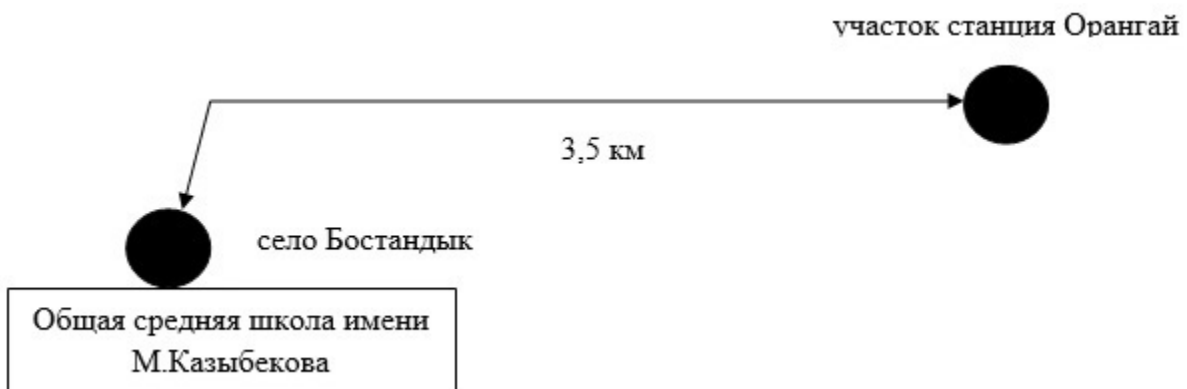 участок станция Орангай
3,5 км
село Бостандык
Общая средняя школа имени
М.Казыбекова